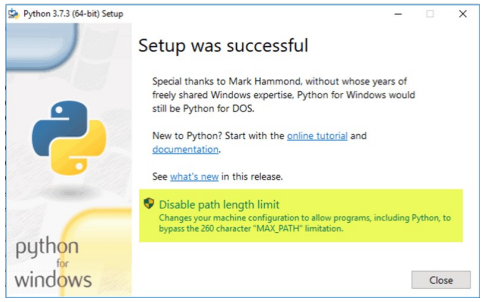 Python 3.7.3 (64-bit) Setup
Setup was successful
Special thanks to Mark Hammond, without whose years of
freely shared Windows expertise, Python for Windows would
still be Python for DOS.
New to Python? Start with the online tutorial and
documentation.
See what's new in this release.
Disable path length limit
Changes your machine configuration to allow programs, including Python, to
bypass the 260 character "MAX_PATH" limitation.
python
for
windows
Close